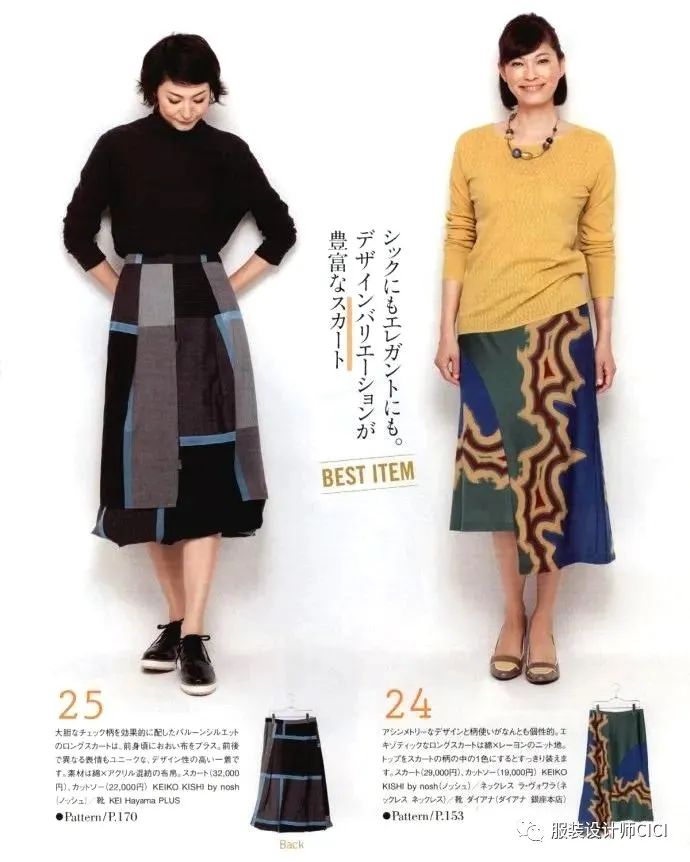 シックにもエレガントにも。
デザインバリエーションが
豊富なスカート
BEST ITEM
25
大胆なチェック柄を効果的に配したバルーンシルエット
のロングスカートは、前身頃におおい布をプラス。前後
で異なる表情もユニークな、デザイン性の高い一着で
す。素材は綿×アクリル混紡の布帛。スカート(32,000
円)、カットソー(22,000円) KEIKO KISHI by nosh
(ノッシュ)/靴 KEI Hayama PLUS
●Pattern/P.170
Back
24
アシンメトリーなデザインと柄使いがなんとも個性的。エ
キゾティックなロングスカートは綿×レーヨンのニット地。
トップをスカートの柄の中の1色にするとすっきり装えま
す。スカート(29,000円)、カットソー(19,000円) KEIKO
KISHI by nosh(ノッシュ)/ネックレス ラ・ヴォワラ(ネ
ックレス ネックレス)/靴 ダイアナ(ダイアナ 銀座本店)
●Pattern/P.153
服装设计师CICI